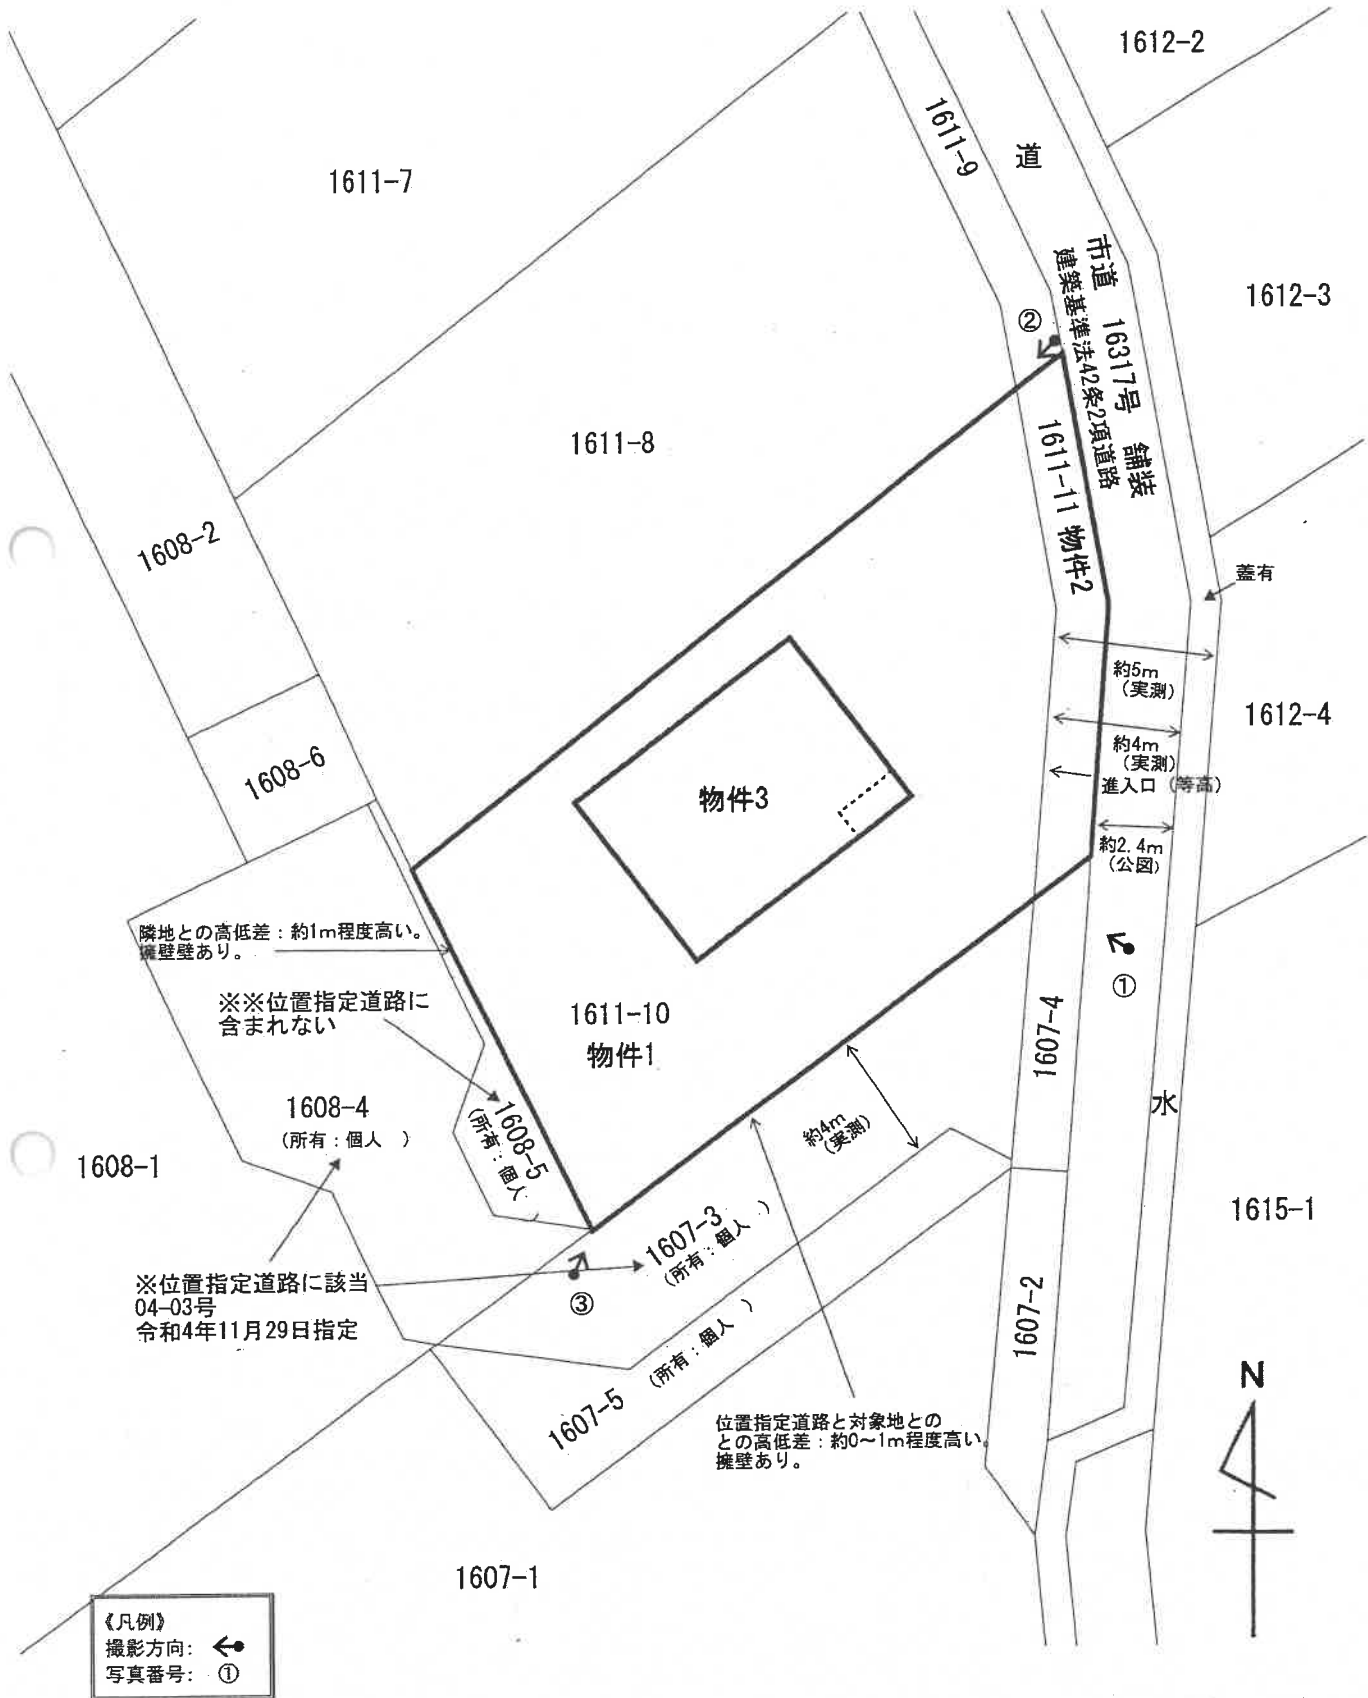 1612-2
1611-9
道
1611-7
市道 16317号 舗装
建築基準法42条2項道路
1612-3
②
1611-8
1611-11 物件2
1608-2
蓋有
約5m
(実測)
1612-4
約4m
(実測)
1608-6
進入口 (等高)
物件3
約2.4m
(公図)
隣地との高低差:約1m程度高い。
擁壁壁あり。
①
※※位置指定道路に
含まれない
1611-10
物件1
1607-4
水
1608-4
(所有:個人 )
1608-5
(所有:個人 )
約4m
(実測)
1608-1
1615-1
1607-3
(所有:個人 )
※位置指定道路に該当
04-03号
令和4年11月29日指定
③
1607-2
1607-5 (所有:個人 )
N
位置指定道路と対象地との
との高低差:約0~1m程度高い。
擁壁あり。
1607-1
《凡例》
撮影方向:
写真番号: ①